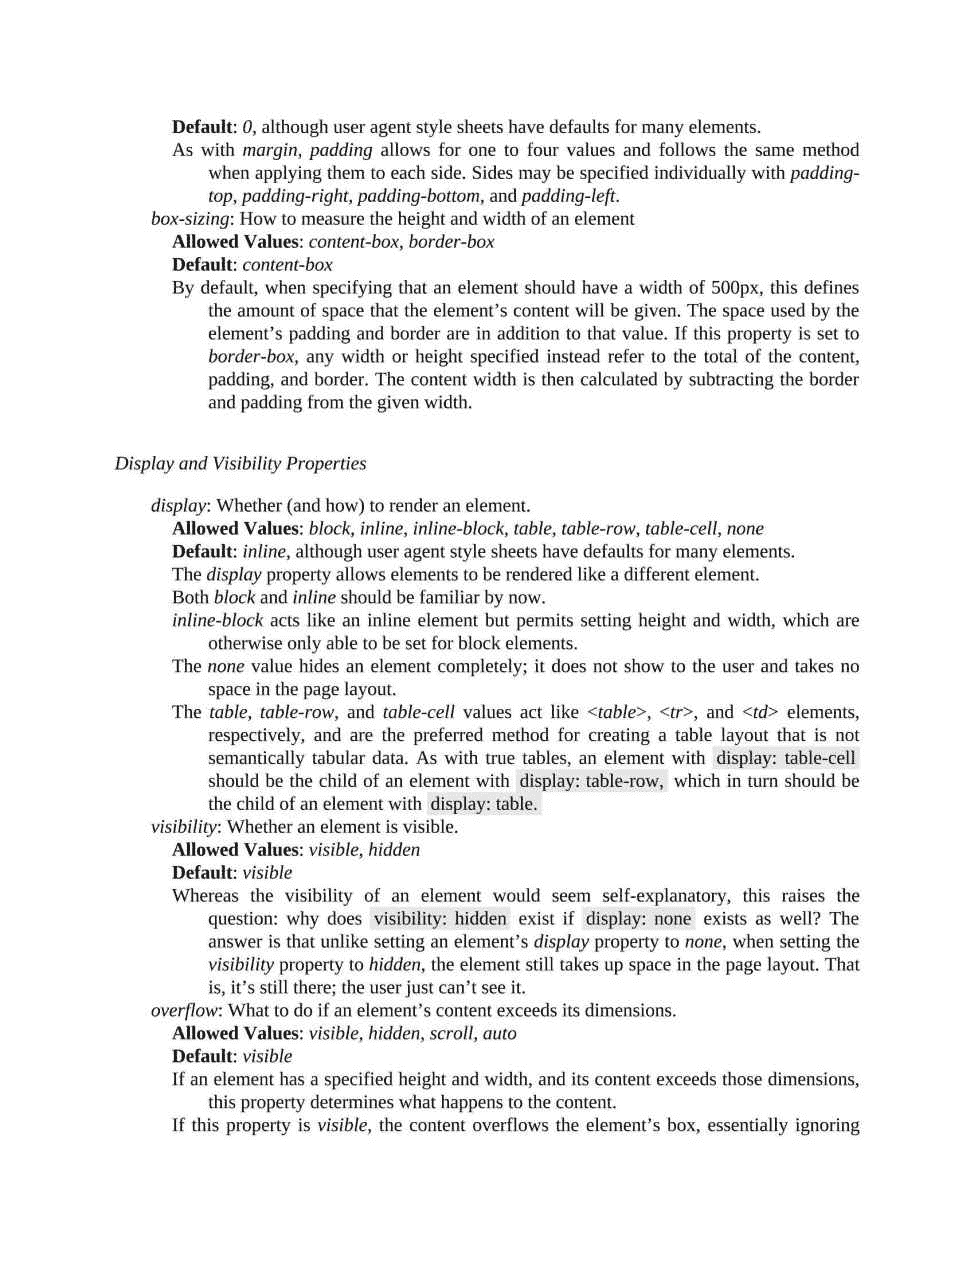 Default: 0, although user agent style sheets have defaults for many elements.
As with margin, padding allows for one to four values and follows the same method
when applying them to each side. Sides may be specified individually with padding-
top, padding-right, padding-bottom, and padding-left.
box-sizing: How to measure the height and width of an element
Allowed Values: content-box, border-box
Default: content-box
By default, when specifying that an element should have a width of 500px, this defines
the amount of space that the element’s content will be given. The space used by the
element’s padding and border are in addition to that value. If this property is set to
border-box, any width or height specified instead refer to the total of the content,
padding, and border. The content width is then calculated by subtracting the border
and padding from the given width.
Display and Visibility Properties
display: Whether (and how) to render an element.
Allowed Values: block, inline, inline-block, table, table-row, table-cell, none
Default: inline, although user agent style sheets have defaults for many elements.
The display property allows elements to be rendered like a different element.
Both block and inline should be familiar by now.
inline-block acts like an inline element but permits setting height and width, which are
otherwise only able to be set for block elements.
The none value hides an element completely; it does not show to the user and takes no
space in the page layout.
The table, table-row, and table-cell values act like <table>, <tr>, and <td> elements,
respectively, and are the preferred method for creating a table layout that is not
semantically tabular data. As with true tables, an element with display: table-cell
should be the child of an element with display: table-row, which in turn should be
the child of an element with display: table.
visibility: Whether an element is visible.
Allowed Values: visible, hidden
Default: visible
Whereas the visibility of an element would seem self-explanatory, this raises the
question: why does visibility: hidden exist if display: none exists as well? The
answer is that unlike setting an element’s display property to none, when setting the
visibility property to hidden, the element still takes up space in the page layout. That
is, it’s still there; the user just can’t see it.
overflow: What to do if an element’s content exceeds its dimensions.
Allowed Values: visible, hidden, scroll, auto
Default: visible
If an element has a specified height and width, and its content exceeds those dimensions,
this property determines what happens to the content.
If this property is visible, the content overflows the element’s box, essentially ignoring